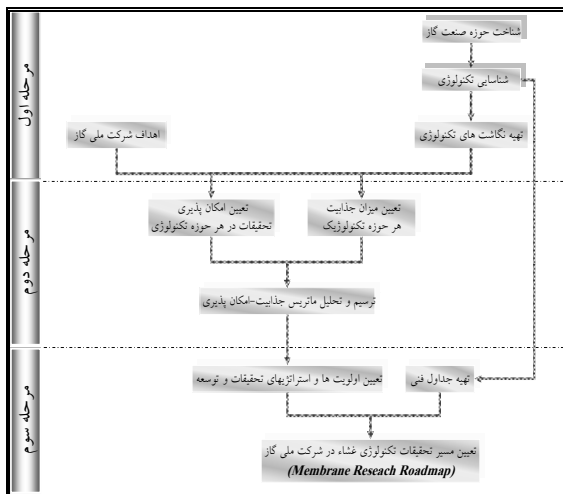 مرحله اول
شناخت حوزه صنعت گاز
شناسایی تکنولوژی
تهیه نگاشت های تکنولوژی
اهداف شرکت ملی گاز
مرحله دوم
تعیین میزان جذابیت
هر حوزه تکنولوژیک
تعیین امکان پذیری
تحقیقات در هر حوزه تکنولوژی
ترسیم و تحلیل ماتریس جذابیت-امکان پذیری
مرحله سوم
تهیه جداول فنی
تعیین اولویت ها و استراتژیهای تحقیقات و توسعه
تعیین مسیر تحقیقات تکنولوژی غشاء در شرکت ملی گاز
(Membrane Reseach Roadmap)